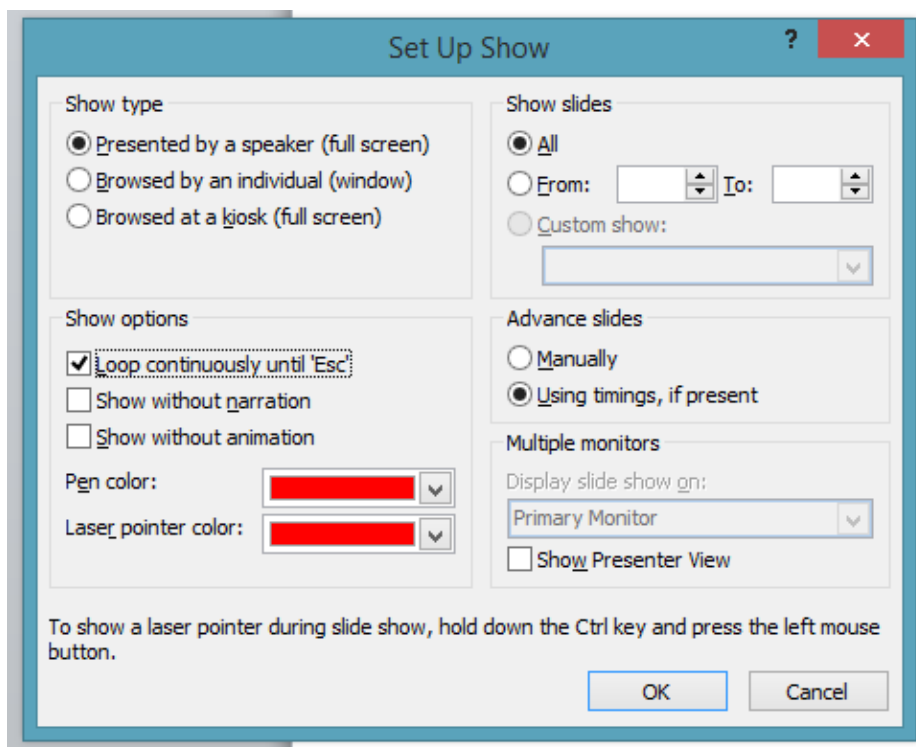 Set Up Show
?
Show type
Presented by a speaker (full screen)
Browsed by an individual (window)
Browsed at a kiosk (full screen)
Show slides
All
From: To:
Custom show:
Show options
Loop continuously until 'Esc'
Show without narration
Show without animation
Pen color:
Laser pointer color:
Advance slides
Manually
Using timings, if present
Multiple monitors
Display slide show on:
Primary Monitor
Show Presenter View
To show a laser pointer during slide show, hold down the Ctrl key and press the left mouse
button.
OK Cancel